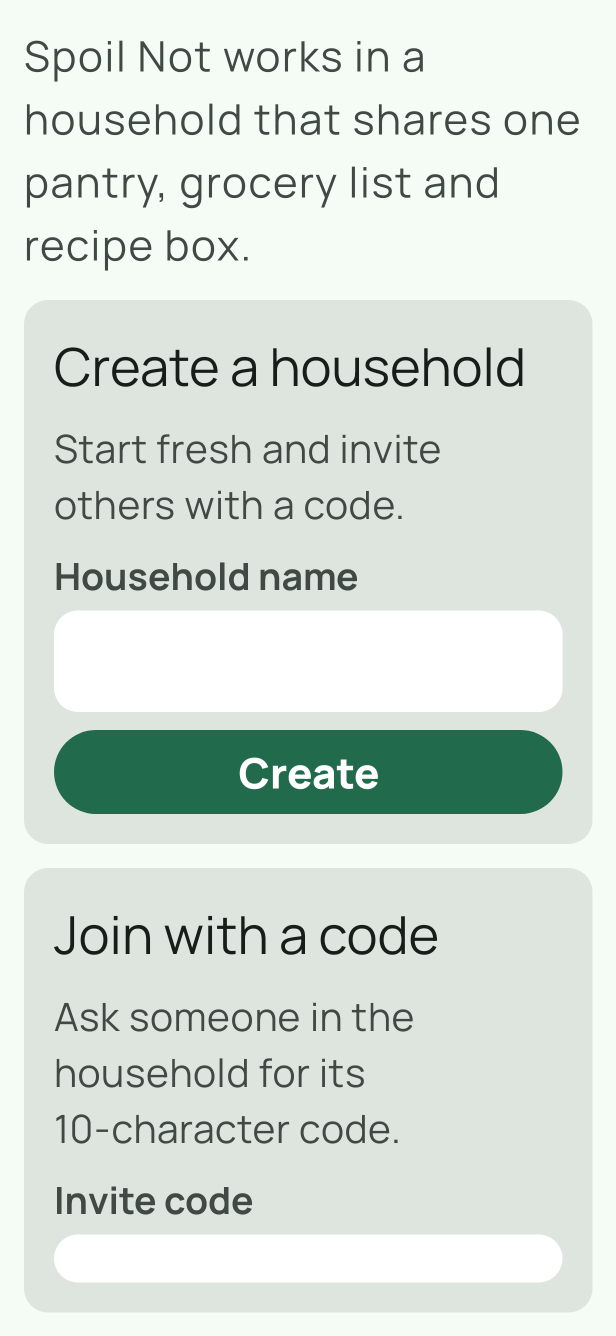 Spoil Not works in a
household that shares one
pantry, grocery list and
recipe box.
Create a household
Start fresh and invite
others with a code.
Household name
Create
Join with a code
Ask someone in the
household for its
10-character code.
Invite code